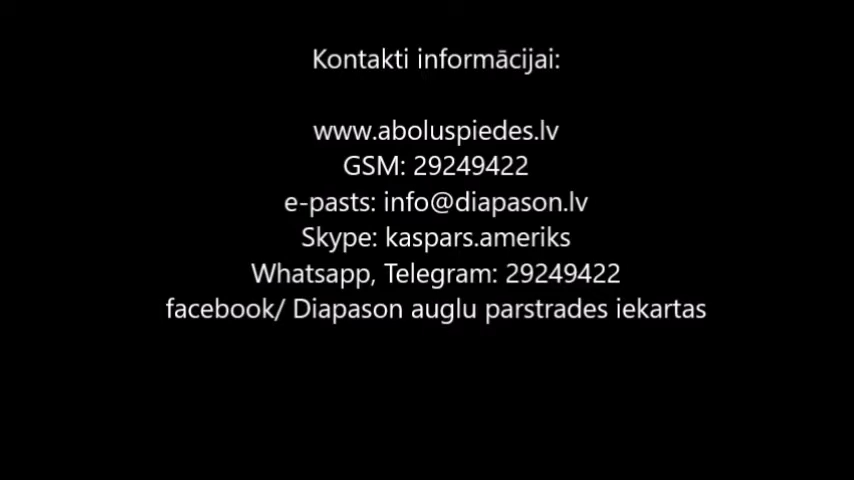 Kontakti informācijai:
www.aboluspiedes.lv
GSM: 29249422
e-pasts: info@diapason.lv
Skype: kaspars.ameriks
Whatsapp, Telegram: 29249422
facebook/ Diapason auglu parstrades iekartas